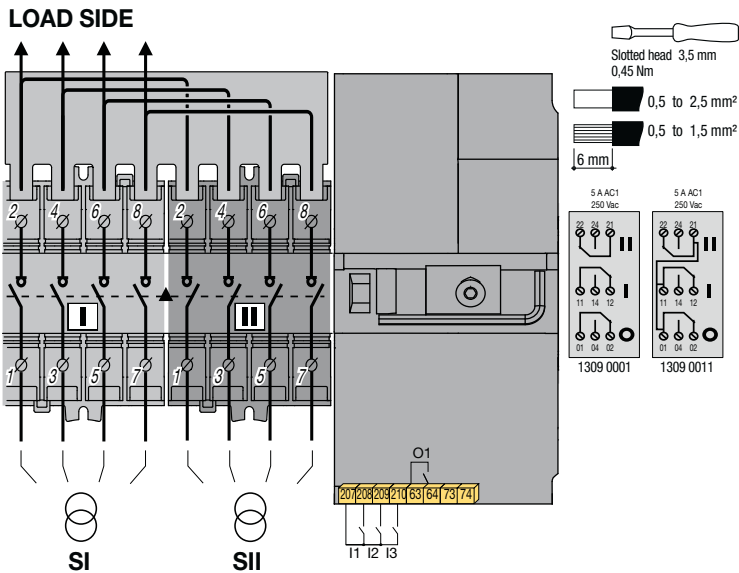 LOAD SIDE
Slotted head 3,5 mm
0,45 Nm
0,5 to 2,5 mm²
0,5 to 1,5 mm²
6 mm
5 A AC1
250 Vac
5 A AC1
250 Vac
2 4 6 8 2 4 6 8
22 24 21
II
11 14 12
I
01 04 02
O
1309 0001
22 24 21
II
11 14 12
I
01 04 02
O
1309 0011
I II
1 3 5 7 1 3 5 7
O1
207 208 209 210 63 64 73 74
I1 I2 I3
SI SII